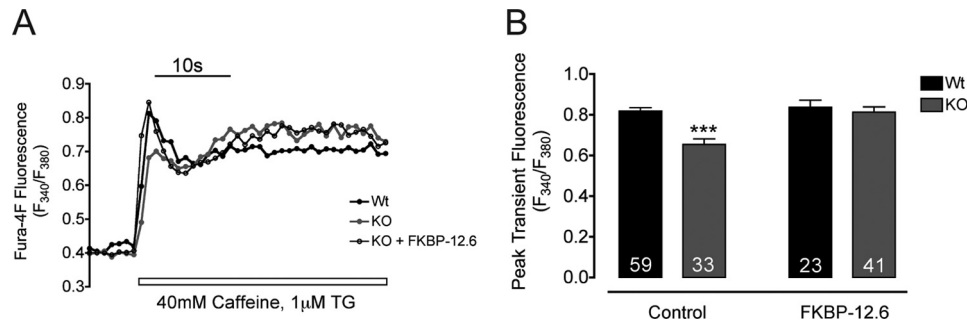 A
10s
0.9
0.8
0.7
0.6
0.5
0.4
0.3
Fura-4F Fluorescence
(F340/F380)
Wt
KO
KO + FKBP-12.6
40mM Caffeine, 1μM TG
B
Wt
KO
1.0
0.8
0.6
0.4
0.2
0.0
Peak Transient Fluorescence
(F340/F380)
***
59
33
23
41
Control
FKBP-12.6